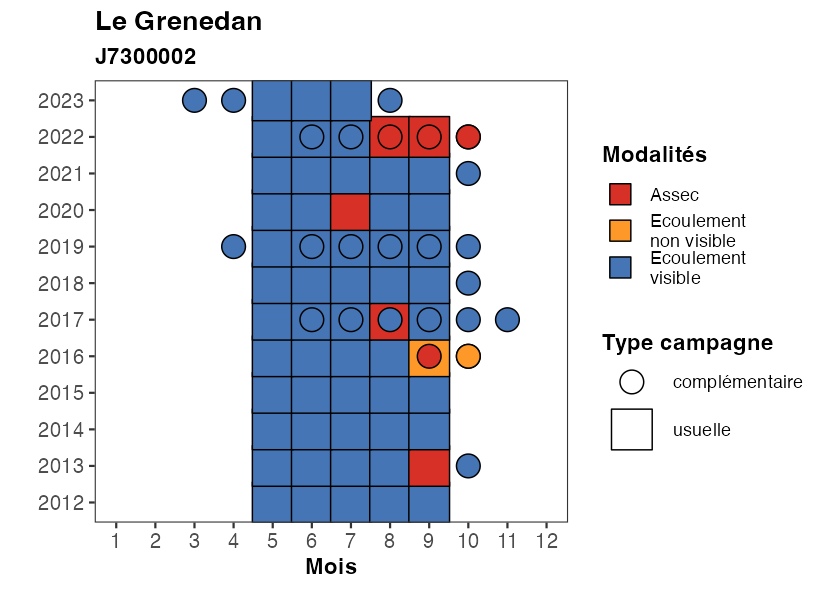 Le Grenedan
J7300002
2023
2022
2021
2020
2019
2018
2017
2016
2015
2014
2013
2012
1 2 3 4 5 6 7 8 9 10 11 12
Mois
Modalités
Assec
Ecoulement
non visible
Ecoulement
visible
Type campagne
complémentaire
usuelle